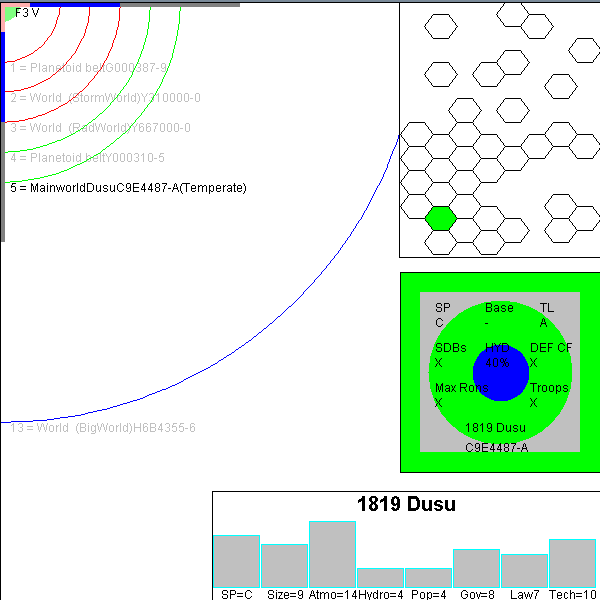 F3 V
1 = Planetoid beltG000387-9
2 = World (StormWorld)Y310000-0
3 = World (RadWorld)Y667000-0
4 = Planetoid beltY000310-5
5 = MainworldDusuC9E4487-A(Temperate)
13 = World (BigWorld)H6B4355-6
SP Base TL
C - A
SDBs HYD DEF CF
X 40% X
Max Ron- Troops
X X
1819 Dusu
C9E4487-A
1819 Dusu
SP=C Size=9 Atmo=14 Hydro=4 Pop=4 Gov=8 Law7 Tech=10